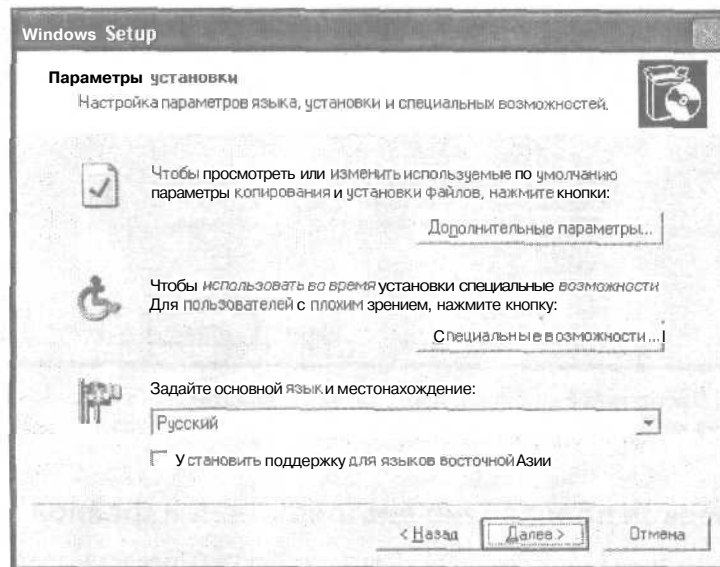 Windows Setup
Параметры установки
Настройка параметров языка, установки и специальных возможностей.
Чтобы просмотреть или изменить используемые по умолчанию
параметры копирования и установки файлов, нажмите кнопки:
Дополнительные параметры...
Чтобы использовать во время установки специальные возможности
Для пользователей с плохим зрением, нажмите кнопку:
Специальные возможности...
Задайте основной язык и местонахождение:
Русский
Установить поддержку для языков восточной Азии
< Назад
Далее >
Отмена